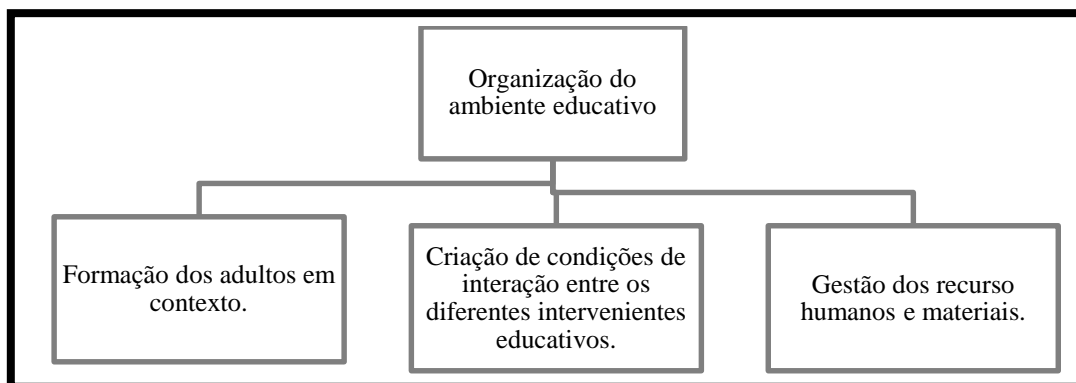 Organização do
ambiente educativo
Formação dos adultos em
contexto.
Criação de condições de
interação entre os
diferentes intervenientes
educativos.
Gestão dos recurso
humanos e materiais.